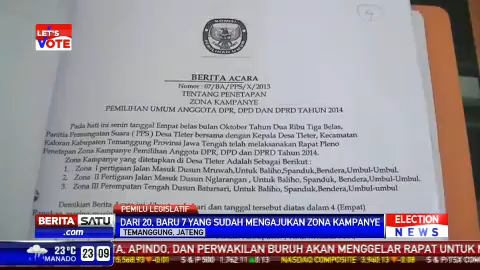 LET'S
VOTE
BERITA ACARA
Nomor : 07/BA/PPS/X/2013
TENTANG PENETAPAN
ZONA KAMPANYE
PEMILIHAN UMUM ANGGOTA DPR, DPD DAN DPRD TAHUN 2014
Pada hati ini senin tanggal Empat belas bulan Oktober Tahun Dua Ribu Tiga Belas,
Panitia Pemungutan Suara ( PPS ) Desa Tleter bersama dengan Kepala Desa Tleter, Kecamatan
Kaloran Kabupaten Temanggung Provinsi Jawa Tengah telah melaksanakan Rapat Pleno
Penetapan Zona Kampanye Pemilihan Anggota DPR, DPD dan DPRD Tahun 2014.
Zona Kampanye yang ditetapkan di Desa Tleter Adalah Sebagai Berikut :
1. Zona I pertigaan Jalan Masuk Dusun Mruwah,Untuk Baliho,Spanduk,Bendera,Umbul-Umbul.
2. Zona II Pertigaan Jalan Masuk Dusun Nglarangan , Untuk Baliho, Spanduk,Bendera,Umbul-Umbul.
3. Zona III Perempatan Tengah Dusun Batursari, Untuk Baliho, Spanduk,Bendera,Umbul-umbul.
Demikian Berita
dan tanggal tersebut diatas dalam 4 (Empat)
PEMILU LEGISLATIF
BERITA SATU
.COM
DARI 20, BARU 7 YANG SUDAH MENGAJUKAN ZONA KAMPANYE
TEMANGGUNG, JATENG
ELECTION
NEWS
23°C
MANADO
23 09
TA, APINDO, DAN PERWAKILAN BURUH AKAN MENGGELAR RAPAT UNTUK
NASDAQ COMPOSITE